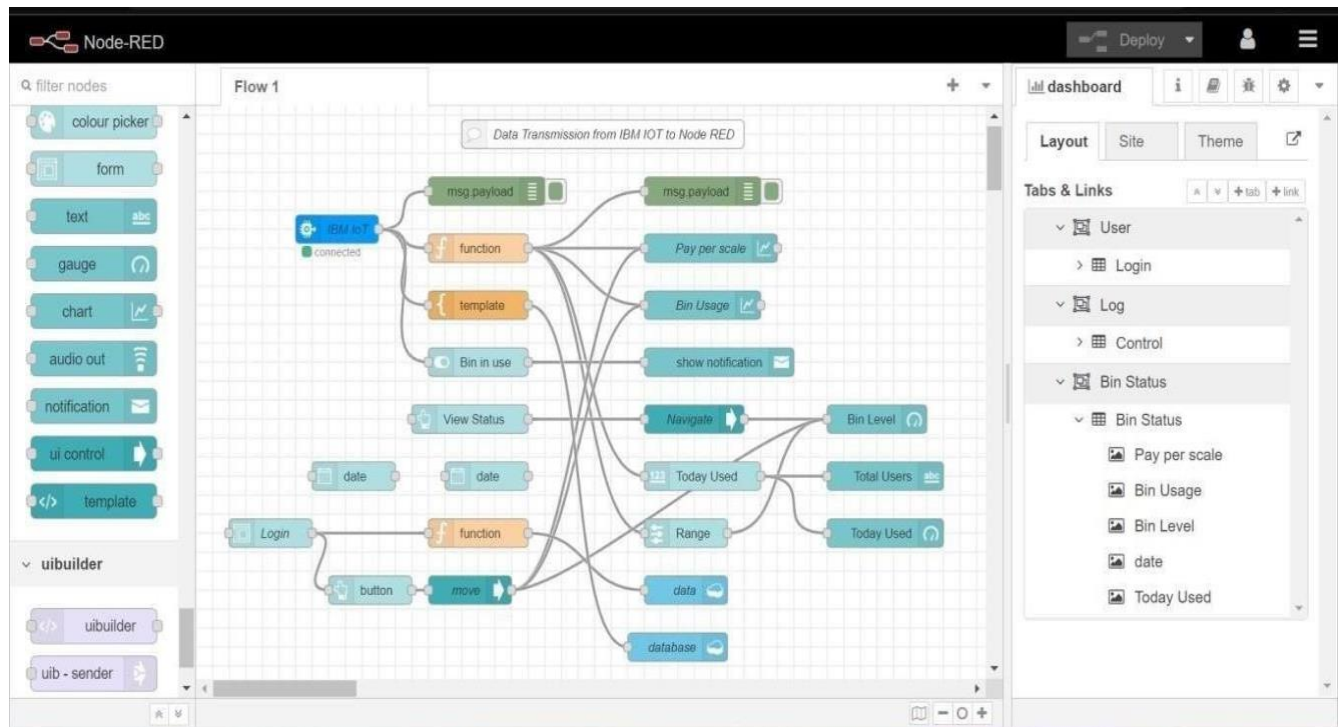 Node-RED
Deploy
filter nodes
colour picker
form
text
abc
gauge
chart
audio out
notification
ui control
</> template
uibuilder
</> uibuilder
uib - sender
Flow 1
Data Transmission from IBM IOT to Node RED
msg.payload
msg.payload
IBM IoT
connected
f function
Pay per scale
{ template
Bin Usage
Bin in use
show notification
View Status
Navigate
Bin Level
date
date
123 Today Used
Total Users abc
Login
f function
Range
Today Used
button
move
data
database
dashboard
i
Layout
Site
Theme
Tabs & Links
+ tab
+ link
User
Login
Log
Control
Bin Status
Bin Status
Pay per scale
Bin Usage
Bin Level
date
Today Used